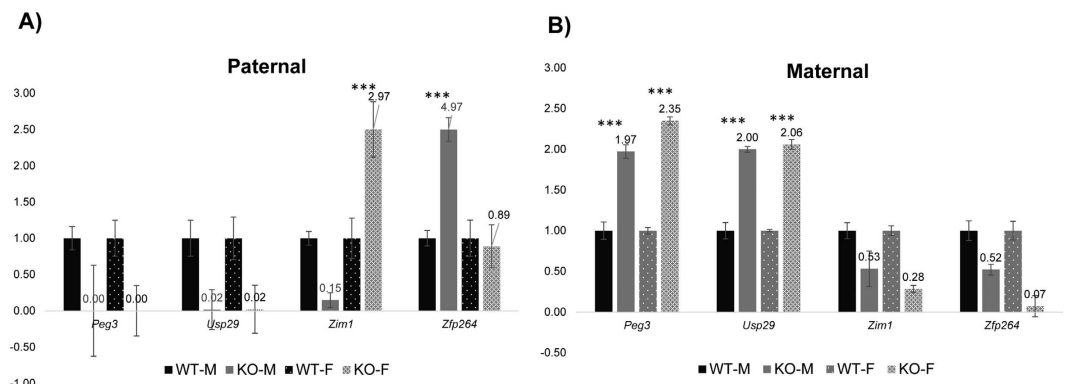 A)
Paternal
3.00
2.50
2.00
1.50
1.00
0.50
0.00
-0.50
-1.00
0.00
0.00
0.02
0.02
0.15
***
2.97
***
4.97
0.89
Peg3
Usp29
Zim1
Zfp264
WT-M KO-M WT-F KO-F
B)
Maternal
3.00
2.50
2.00
1.50
1.00
0.50
0.00
-0.50
***
1.97
***
2.35
***
2.00
***
2.06
0.53
0.28
0.52
0.07
Peg3
Usp29
Zim1
Zfp264
WT-M KO-M WT-F KO-F